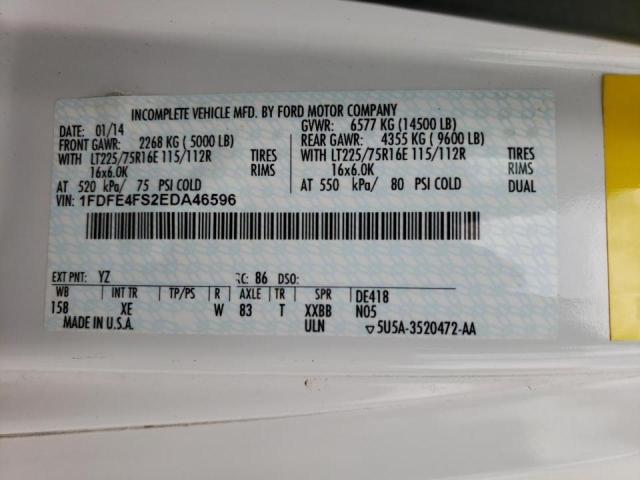 INCOMPLETE VEHICLE MFD. BY FORD MOTOR COMPANY
DATE: 01/14 GVWR: 6577 KG (14500 LB)
FRONT GAWR: 2268 KG ( 5000 LB) REAR GAWR: 4355 KG ( 9600 LB)
WITH LT225/75R16E 115/112R TIRES WITH LT225/75R16E 115/112R TIRES
16x6.0K RIMS 16x6.0K RIMS
AT 520 kPa/ 75 PSI COLD AT 550 kPa/ 80 PSI COLD DUAL
VIN: 1FDFE4FS2EDA46596
EXT PNT: YZ RC: 86 DSO:
WB INT TR TP/PS R AXLE TR SPR DE418
158 XE W 83 T XXBB N05
MADE IN U.S.A. ULN ▽5U5A-3520472-AA